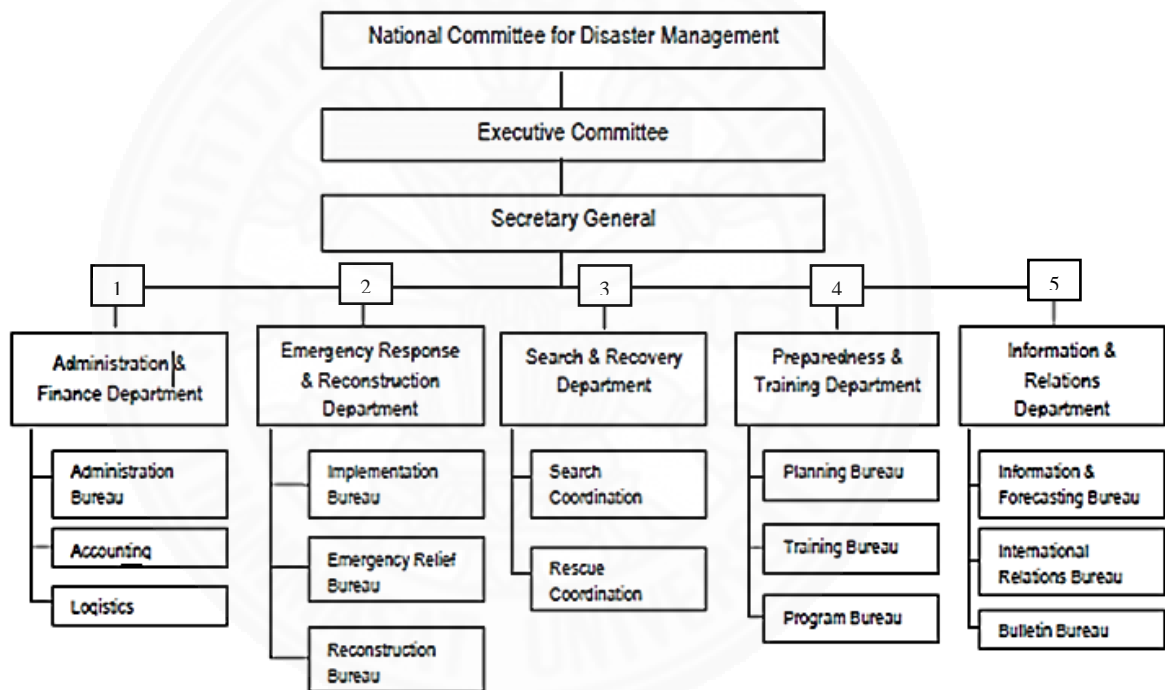 National Committee for Disaster Management
Executive Committee
Secretary General
1
2
3
4
5
Administration &
Finance Department
Emergency Response
& Reconstruction
Department
Search & Recovery
Department
Preparedness &
Training Department
Information &
Relations
Department
Administration
Bureau
Accounting
Logistics
Implementation
Bureau
Emergency Relief
Bureau
Reconstruction
Bureau
Search
Coordination
Rescue
Coordination
Planning Bureau
Training Bureau
Program Bureau
Information &
Forecasting Bureau
International
Relations Bureau
Bulletin Bureau